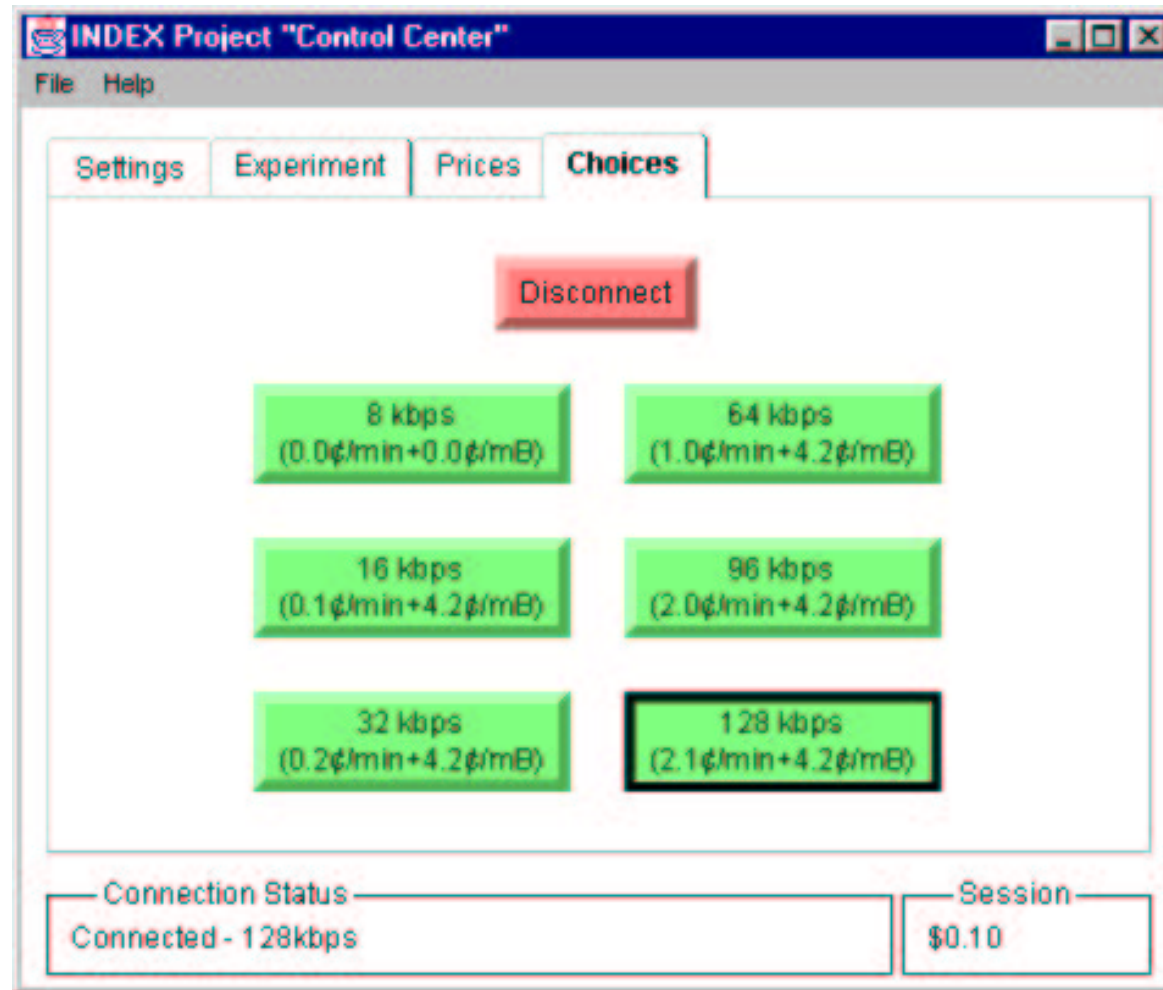 INDEX Project "Control Center"
File Help
Settings Experiment Prices Choices
Disconnect
8 kbps
(0.0¢/min+0.0¢/mB)
64 kbps
(1.0¢/min+4.2¢/mB)
16 kbps
(0.1¢/min+4.2¢/mB)
96 kbps
(2.0¢/min+4.2¢/mB)
32 kbps
(0.2¢/min+4.2¢/mB)
128 kbps
(2.1¢/min+4.2¢/mB)
Connection Status
Connected - 128kbps
Session
$0.10